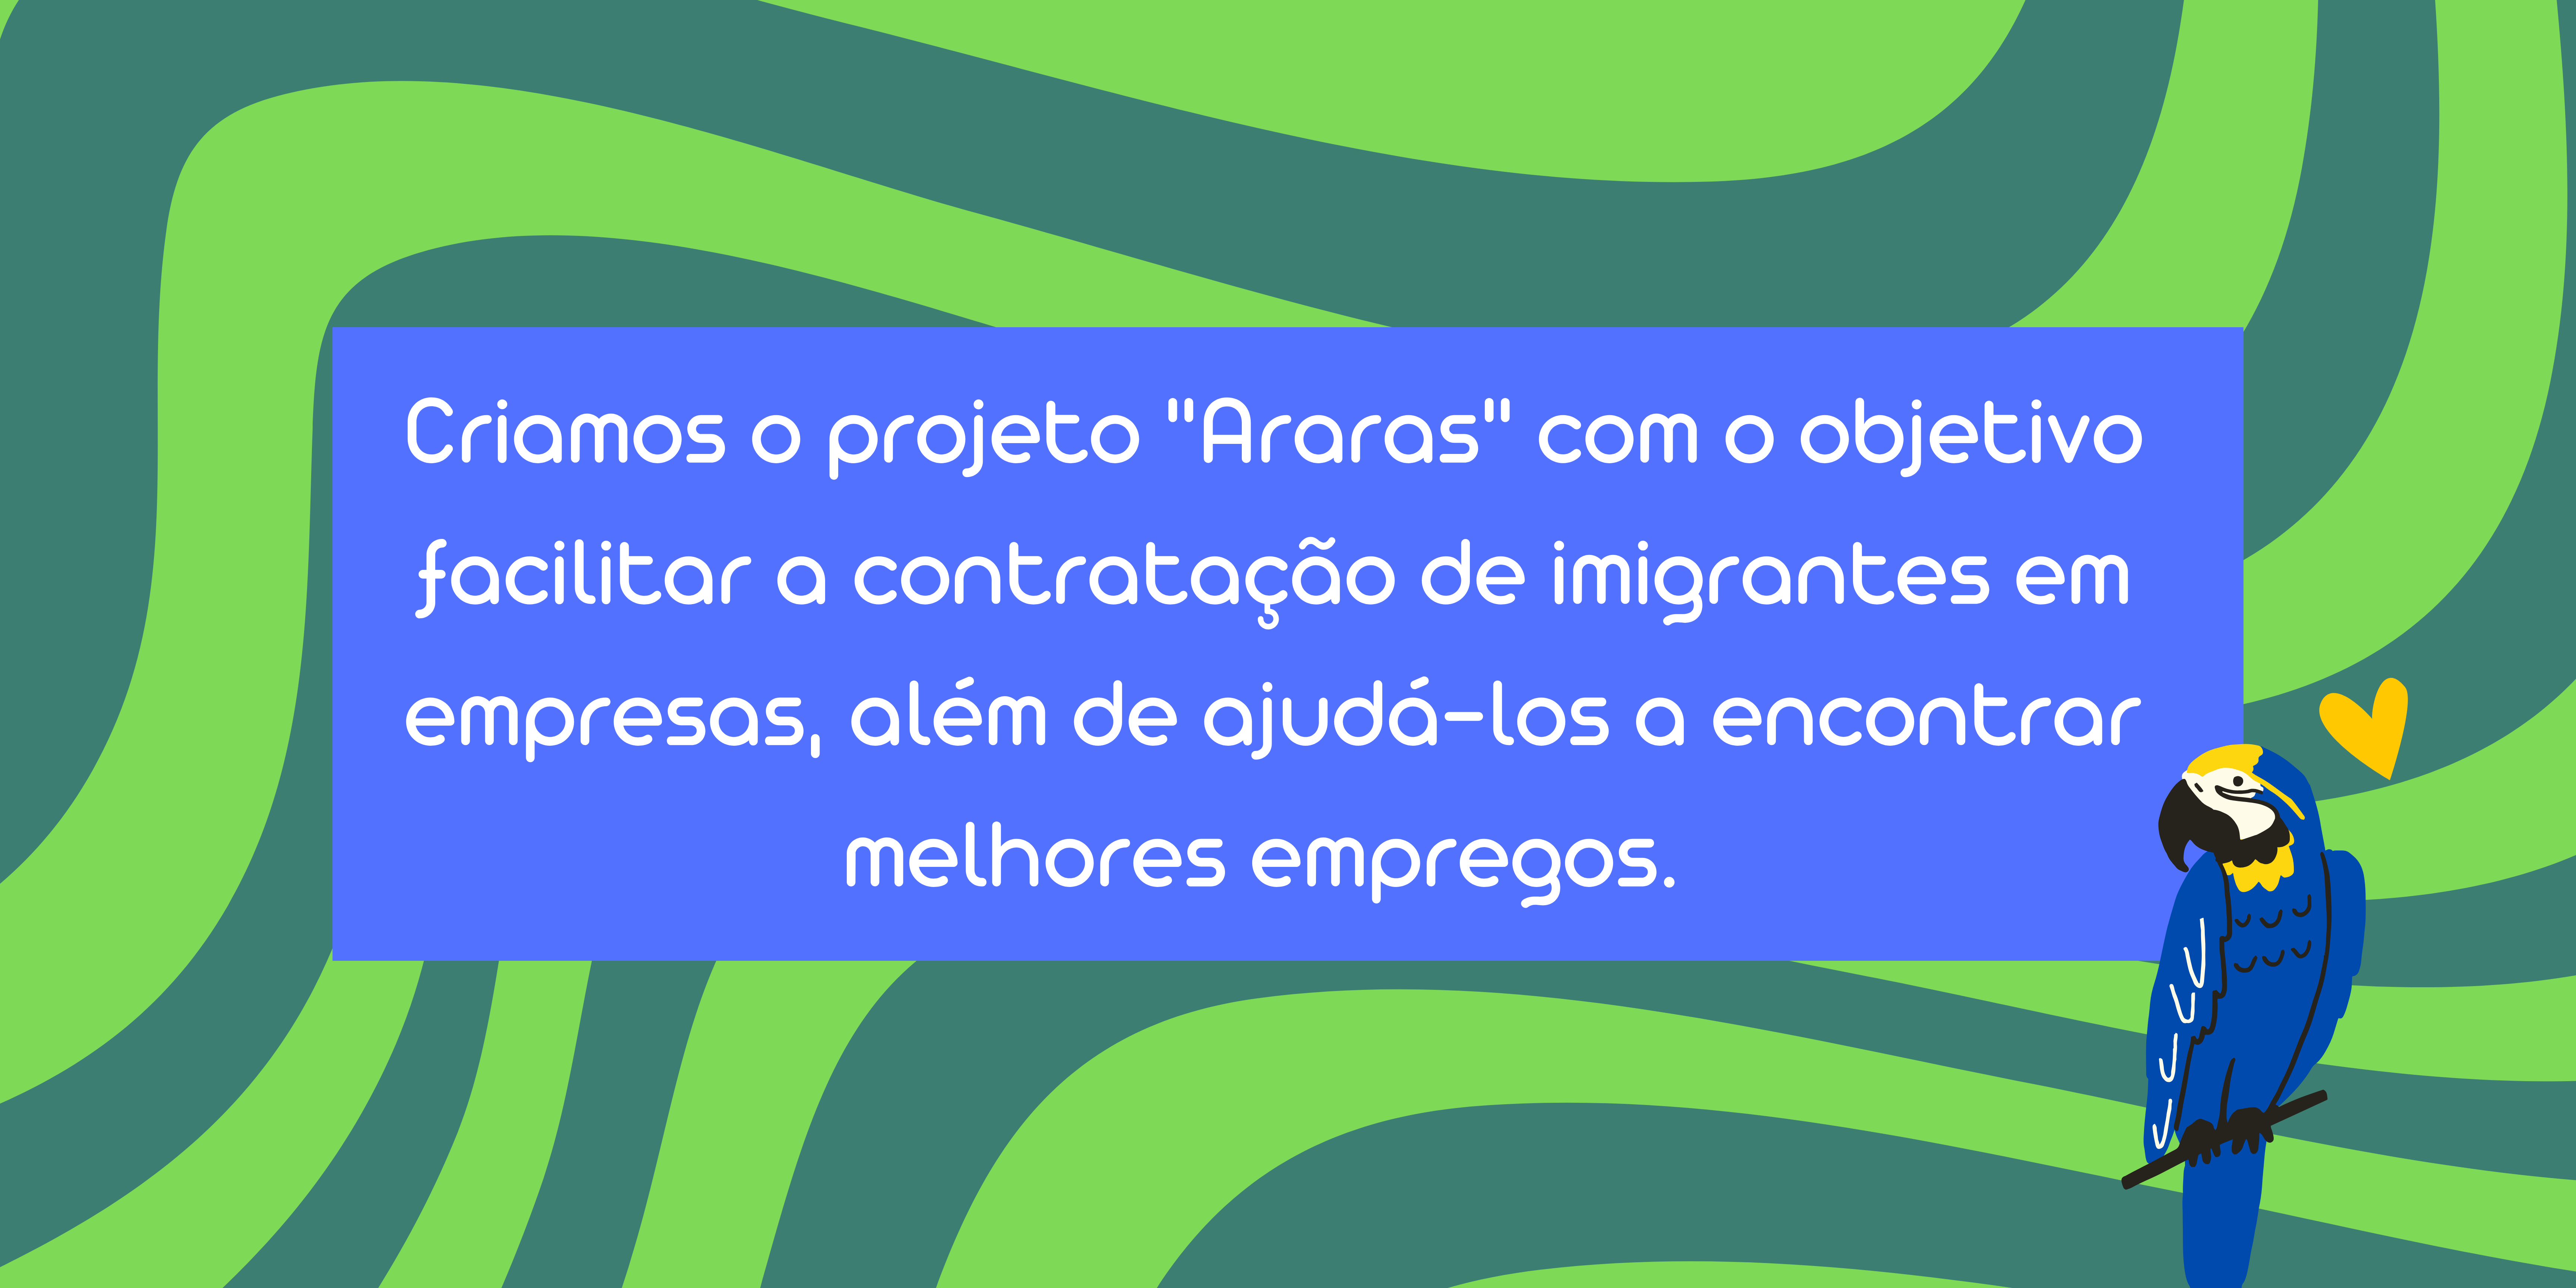 Criamos o projeto "Araras" com o objetivo
facilitar a contratação de imigrantes em
empresas, além de ajudá-los a encontrar
melhores empregos.